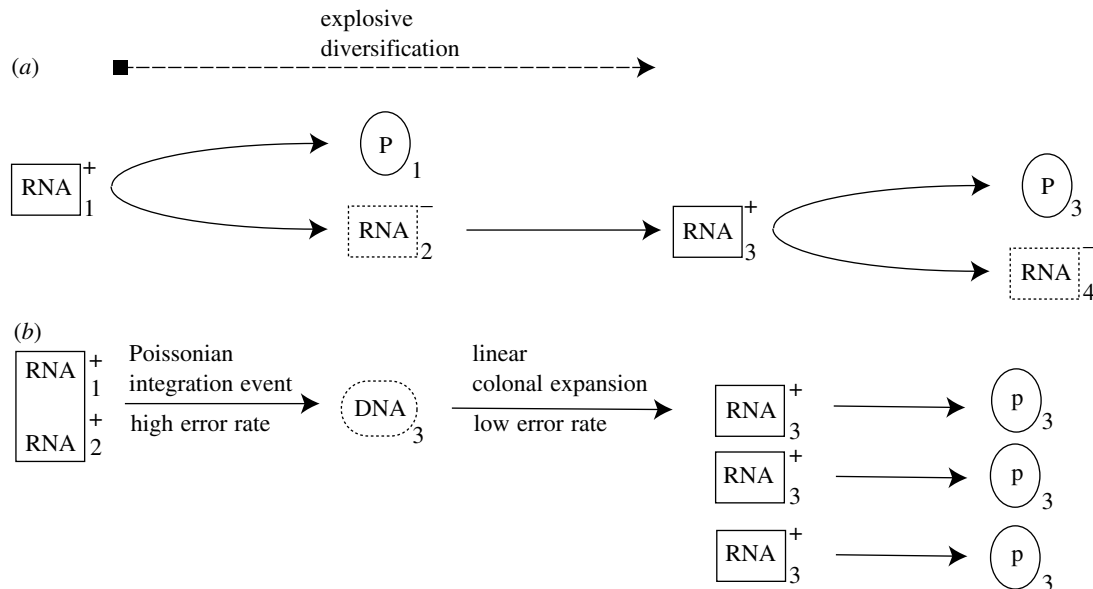 explosive
diversification
(a)
P
1
RNA + 1
RNA − 2
RNA + 3
P
3
RNA − 4
(b)
RNA + 1
RNA + 2
Poissonian
integration event
high error rate
DNA 3
linear
colonal expansion
low error rate
RNA + 3
p 3
RNA + 3
p 3
RNA + 3
p 3